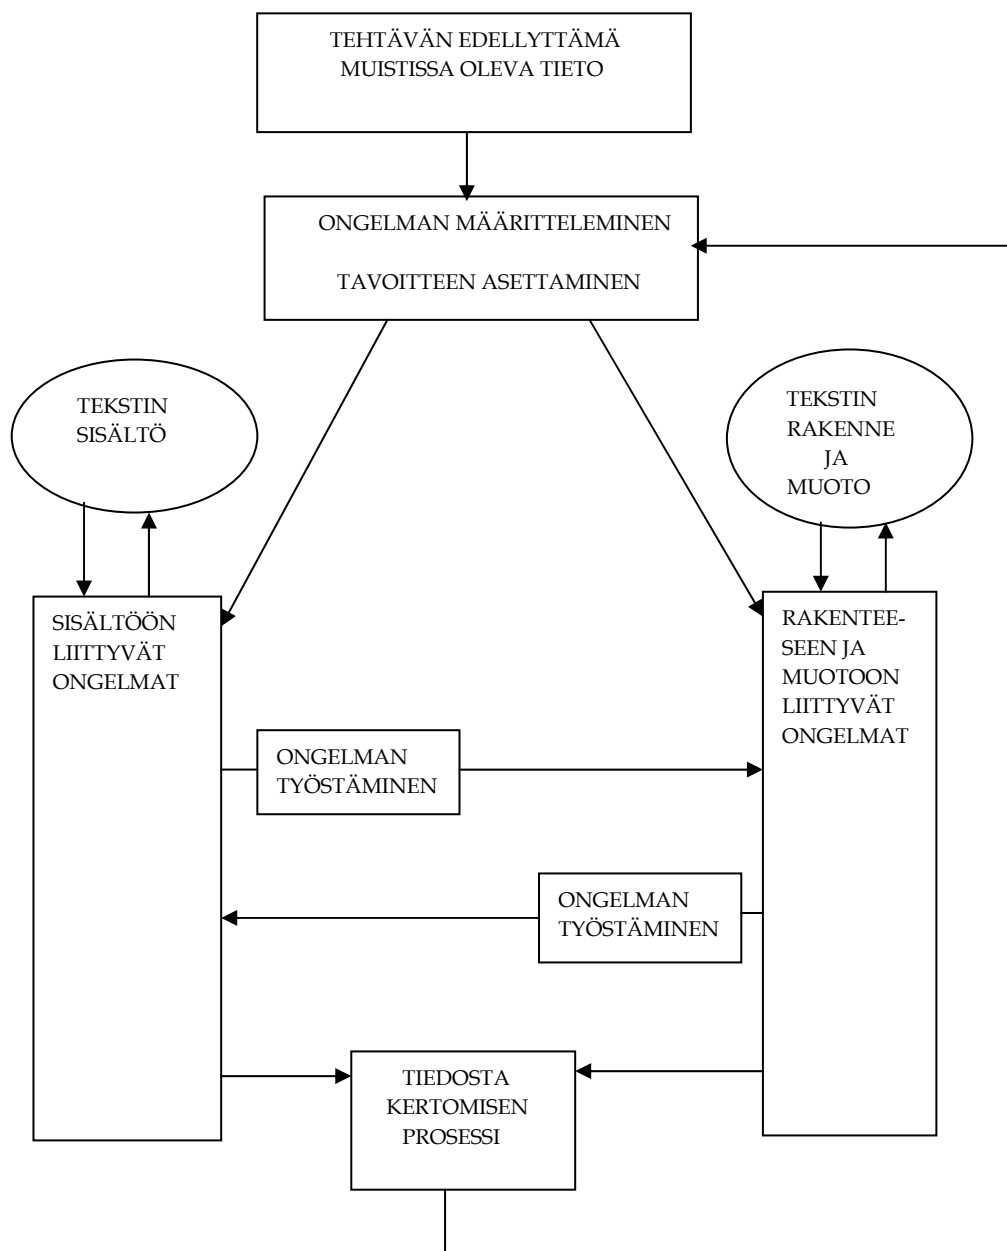 TEHTÄVÄN EDELLYTTÄMÄ
MUISTISSA OLEVA TIETO
ONGELMAN MÄÄRITTELEMINEN
TAVOITTEEN ASETTAMINEN
TEKSTIN
SISÄLTÖ
TEKSTIN
RAKENNE
JA
MUOTO
SISÄLTÖÖN
LIITTYVÄT
ONGELMAT
RAKENTEE-
SEEN JA
MUOTOON
LIITTYVÄT
ONGELMAT
ONGELMAN
TYÖSTÄMINEN
ONGELMAN
TYÖSTÄMINEN
TIEDOSTA
KERTOMISEN
PROSESSI